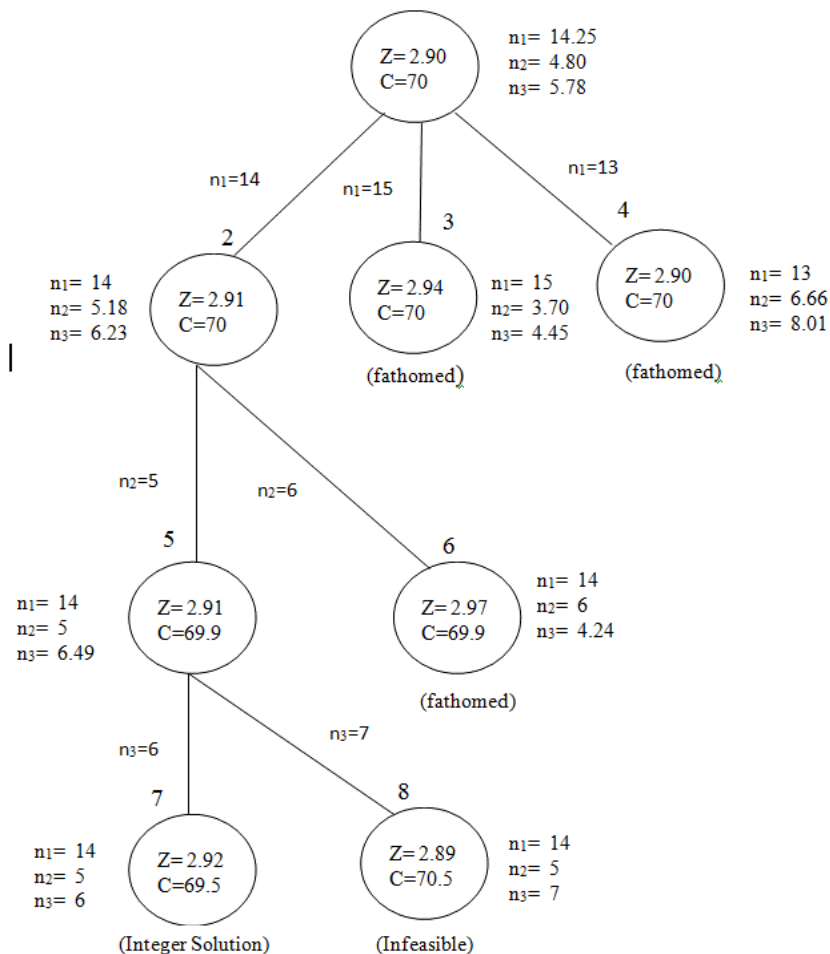 Z= 2.90
C=70
n1= 14.25
n2= 4.80
n3= 5.78
n1=14
n1=15
n1=13
2
3
4
n1= 14
n2= 5.18
n3= 6.23
Z= 2.91
C=70
Z= 2.94
C=70
n1= 15
n2= 3.70
n3= 4.45
Z= 2.90
C=70
n1= 13
n2= 6.66
n3= 8.01
(fathomed)
(fathomed)
n2=5
n2=6
5
6
n1= 14
n2= 5
n3= 6.49
Z= 2.91
C=69.9
Z= 2.97
C=69.9
n1= 14
n2= 6
n3= 4.24
(fathomed)
n3=6
n3=7
7
8
n1= 14
n2= 5
n3= 6
Z= 2.92
C=69.5
Z= 2.89
C=70.5
n1= 14
n2= 5
n3= 7
(Integer Solution)
(Infeasible)